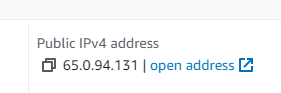 Public IPv4 address
65.0.94.131 | open address